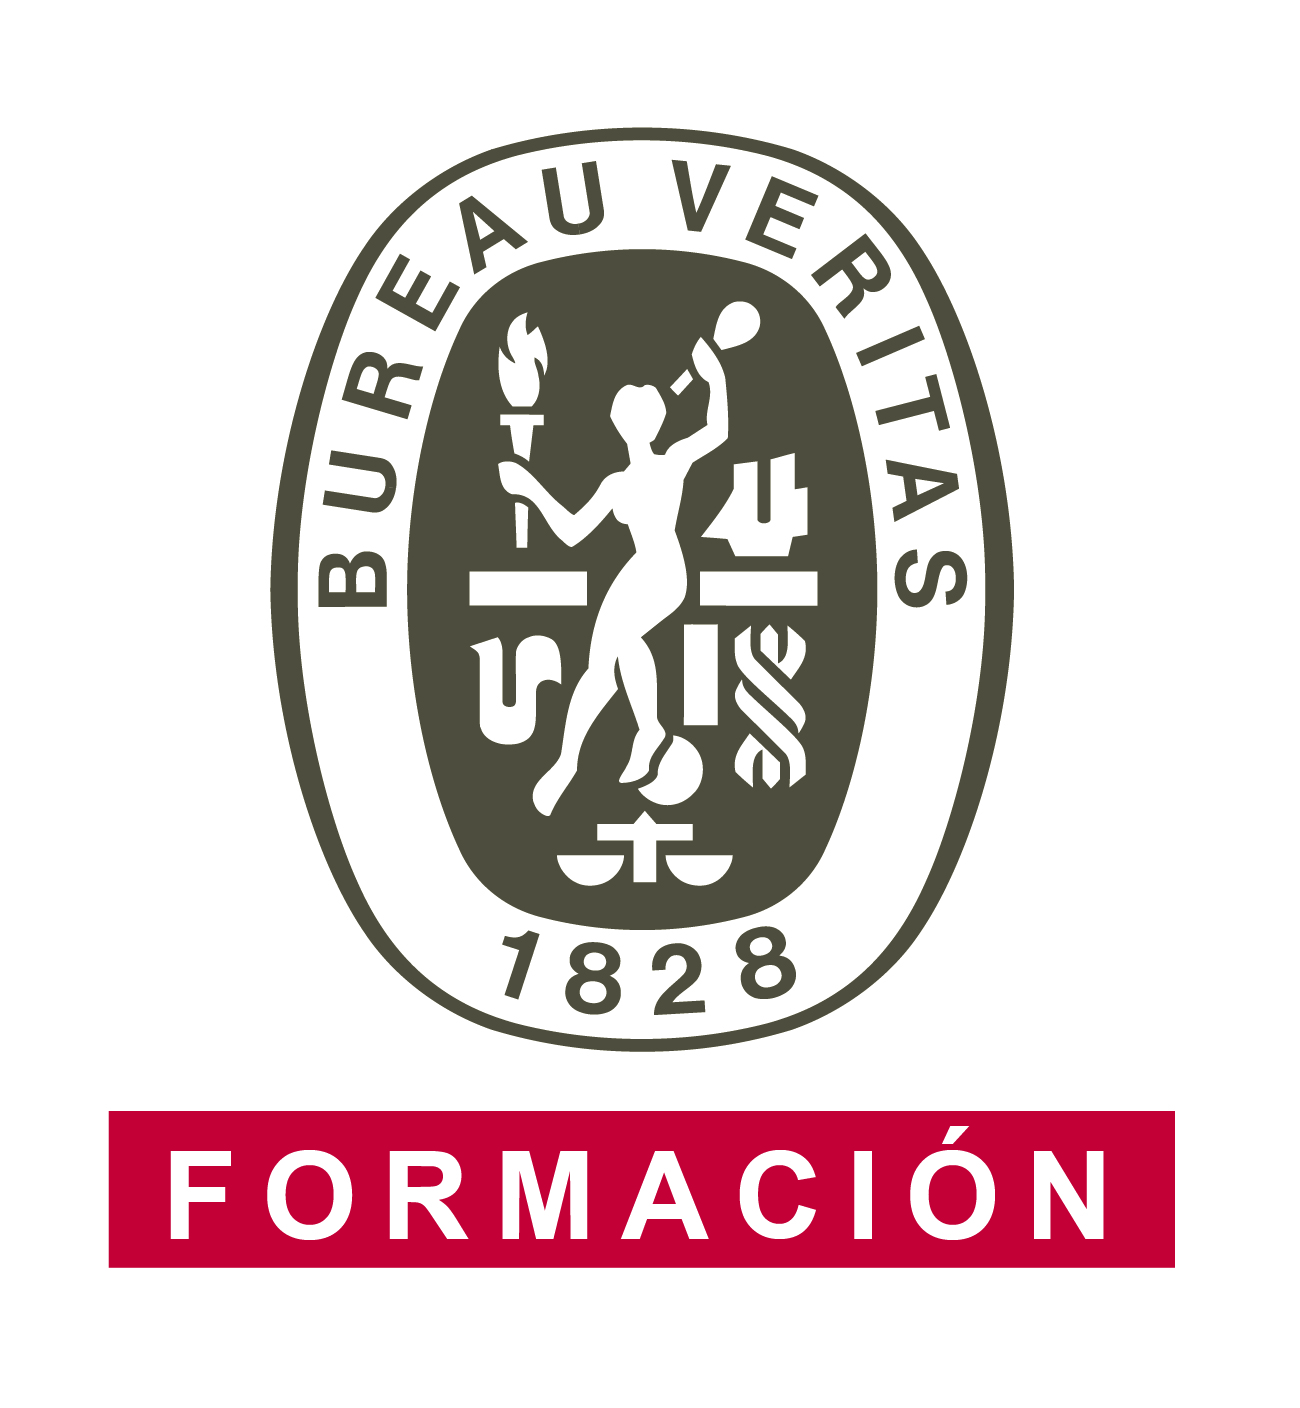 BUREAU VERITAS
1828
FORMACIÓN